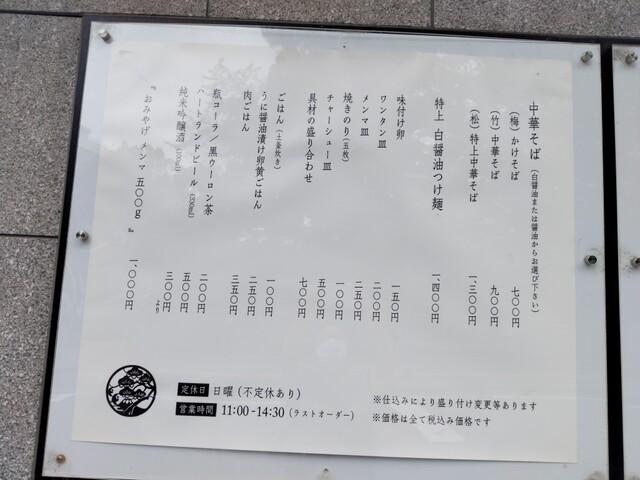 中華そば（白醤油または醤油からお選び下さい）
（梅）かけそば 七〇〇円
（竹）中華そば 九〇〇円
（松）特上中華そば 一、三〇〇円
特上 白醤油つけ麺 一、四〇〇円
味付け卵 一五〇円
ワンタン皿 二〇〇円
メンマ皿 二五〇円
焼きのり（五枚） 一〇〇円
チャーシュー皿 五〇〇円
具材の盛り合わせ 七〇〇円
ごはん（土釜炊き） 一〇〇円
うに醤油漬け卵黄ごはん 二五〇円
肉ごはん 三五〇円
瓶コーラ／黒ウーロン茶 二〇〇円
ハートランドビール 五〇〇円
純米吟醸酒 三〇〇円より
『おみやげ メンマ 五〇〇g』 一、〇〇〇円
定休日 日曜（不定休あり）
営業時間 11:00-14:30（ラストオーダー）
※仕込みにより盛り付け変更等あります
※価格は全て税込み価格です